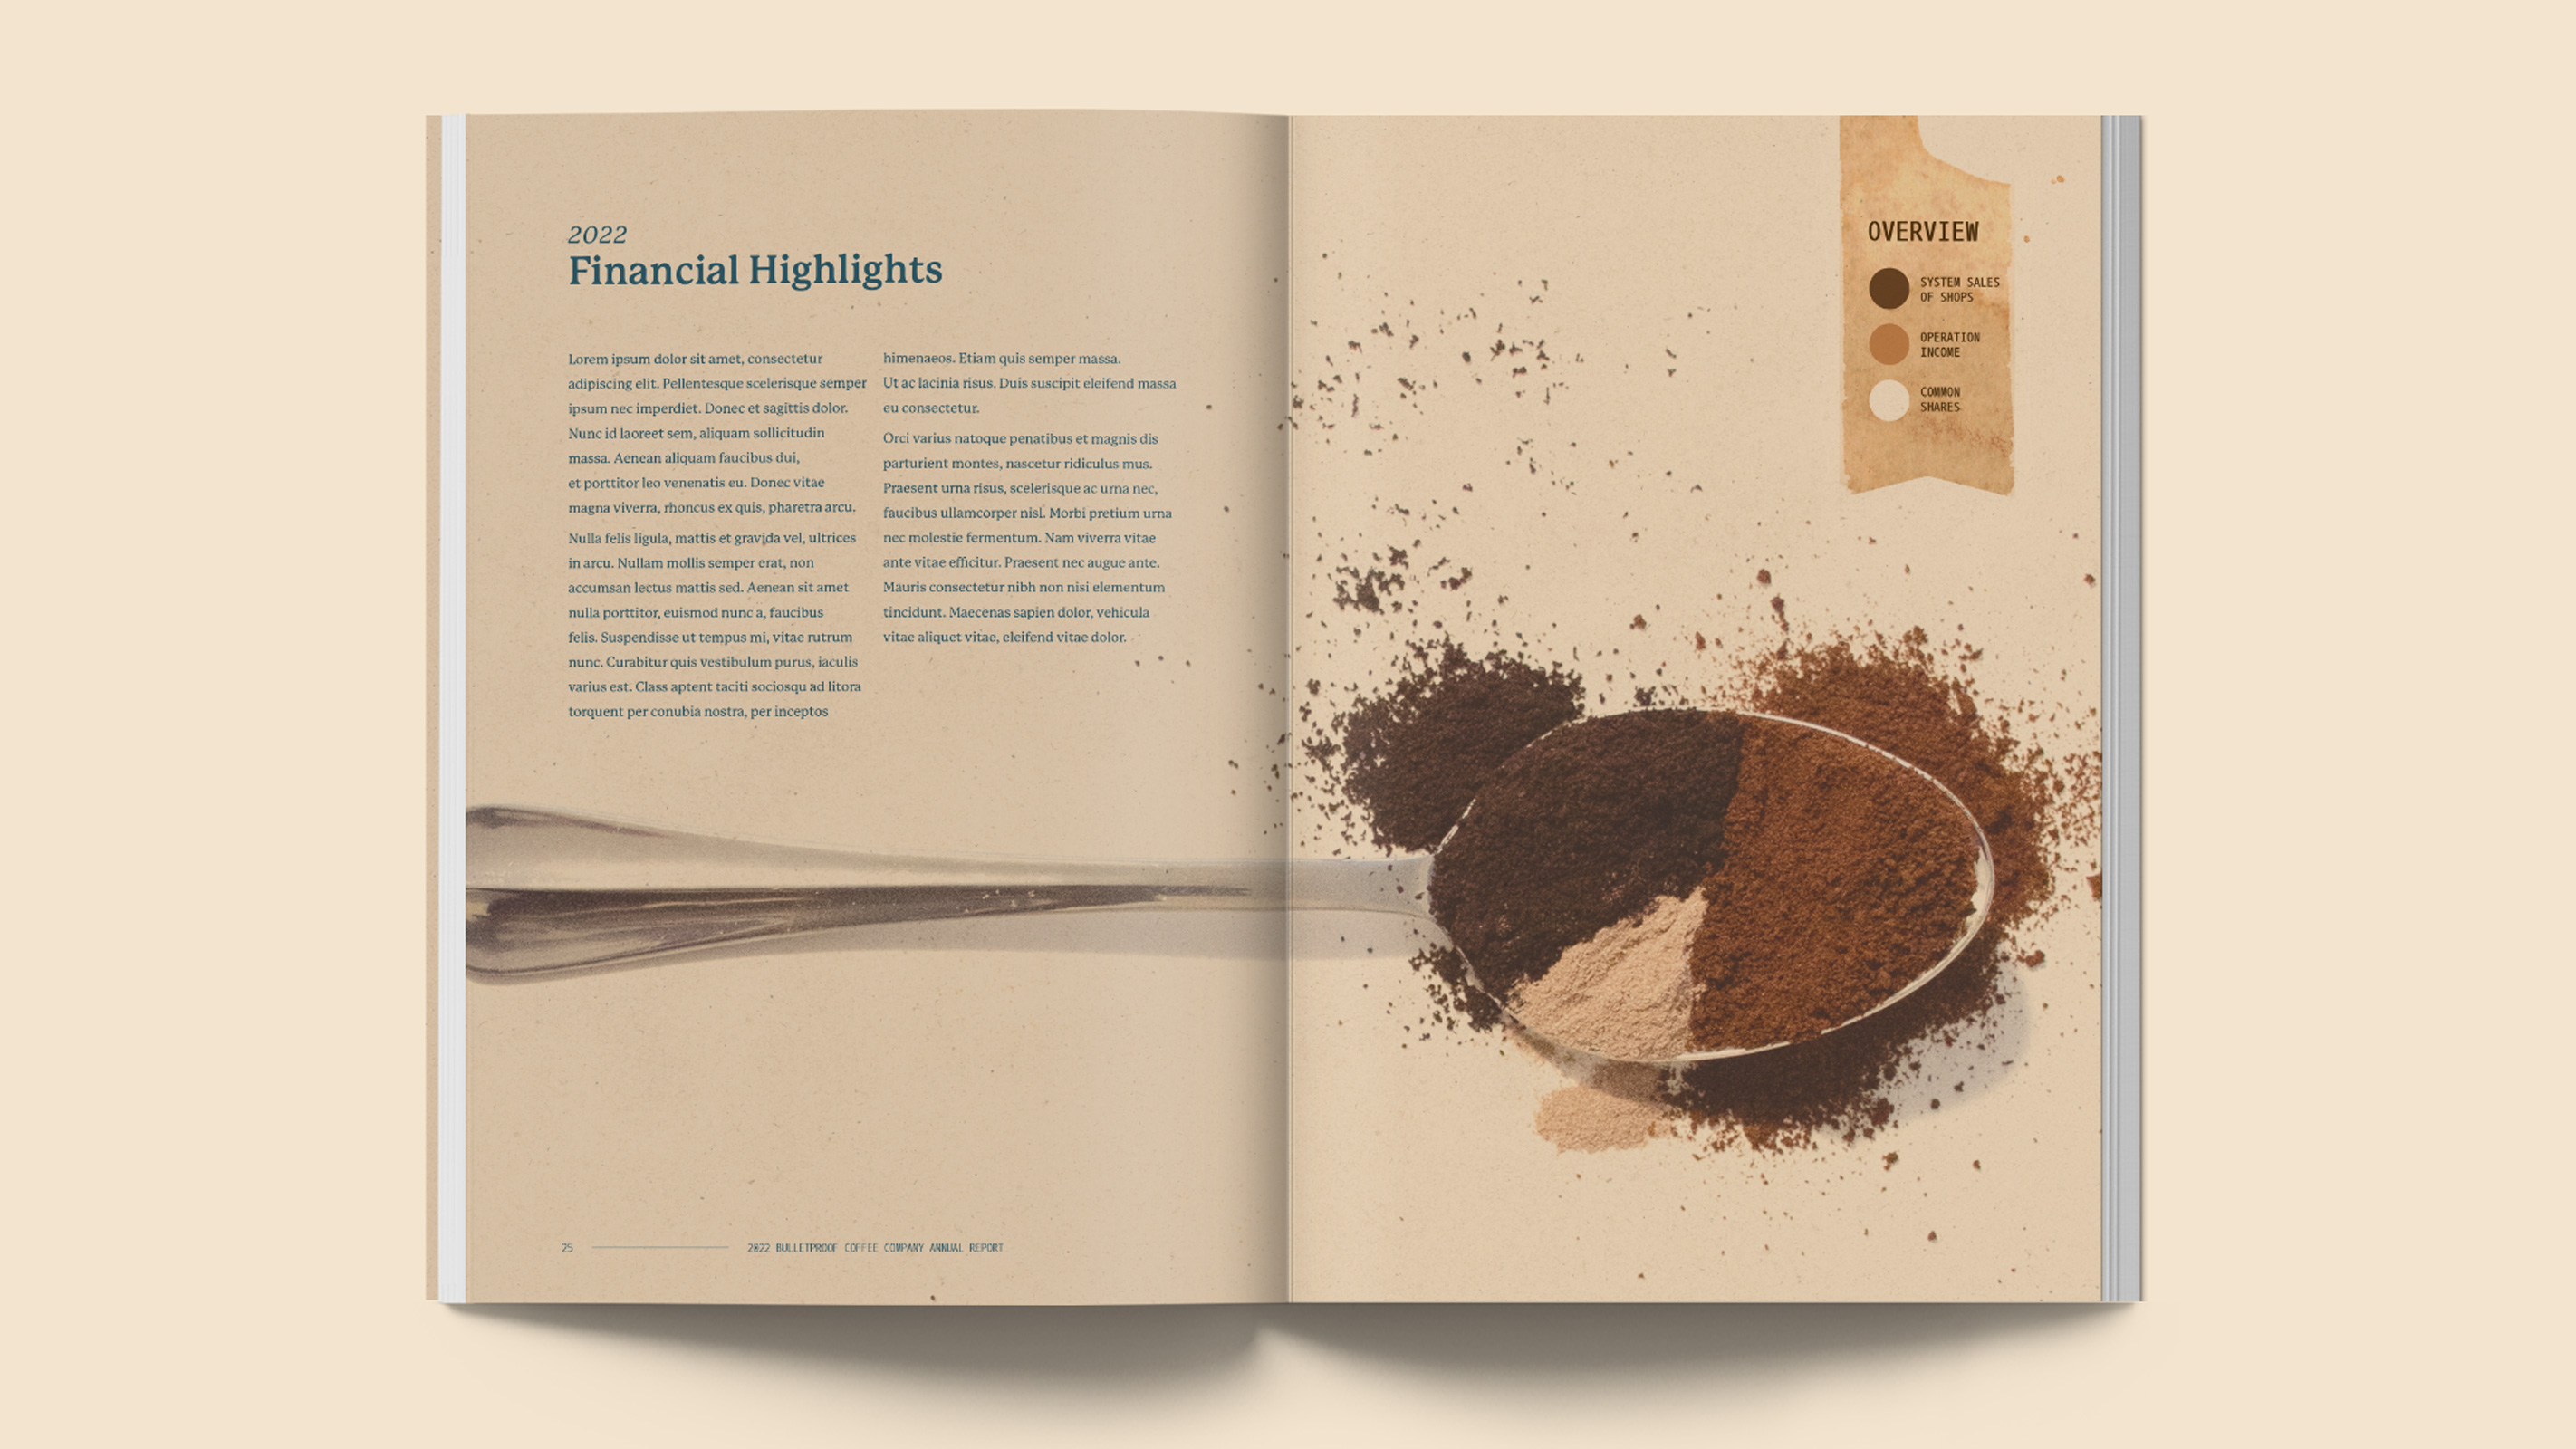 2022
Financial Highlights
Lorem ipsum dolor sit amet, consectetur
adipiscing elit. Pellentesque scelerisque semper
ipsum nec imperdiet. Donec et sagittis dolor.
Nunc id laoreet sem, aliquam sollicitudin
massa. Aenean aliquam faucibus dui,
et porttitor leo venenatis eu. Donec vitae
magna viverra, rhoncus ex quis, pharetra arcu.
Nulla felis ligula, mattis et gravida vel, ultrices
in arcu. Nullam mollis semper erat, non
accumsan lectus mattis sed. Aenean sit amet
nulla porttitor, euismod nunc a, faucibus
felis. Suspendisse ut tempus mi, vitae rutrum
nunc. Curabitur quis vestibulum purus, iaculis
varius est. Class aptent taciti sociosqu ad litora
torquent per conubia nostra, per inceptos
himenaeos. Etiam quis semper massa.
Ut ac lacinia risus. Duis suscipit eleifend massa
eu consectetur.
Orci varius natoque penatibus et magnis dis
parturient montes, nascetur ridiculus mus.
Praesent urna risus, scelerisque ac urna nec,
faucibus ullamcorper nisl. Morbi pretium urna
nec molestie fermentum. Nam viverra vitae
ante vitae efficitur. Praesent nec augue ante.
Mauris consectetur nibh non nisi elementum
tincidunt. Maecenas sapien dolor, vehicula
vitae aliquet vitae, eleifend vitae dolor.
25 2022 BULLETPROOF COFFEE COMPANY ANNUAL REPORT
OVERVIEW
SYSTEM SALES
OF SHOPS
OPERATION
INCOME
COMMON
SHARES